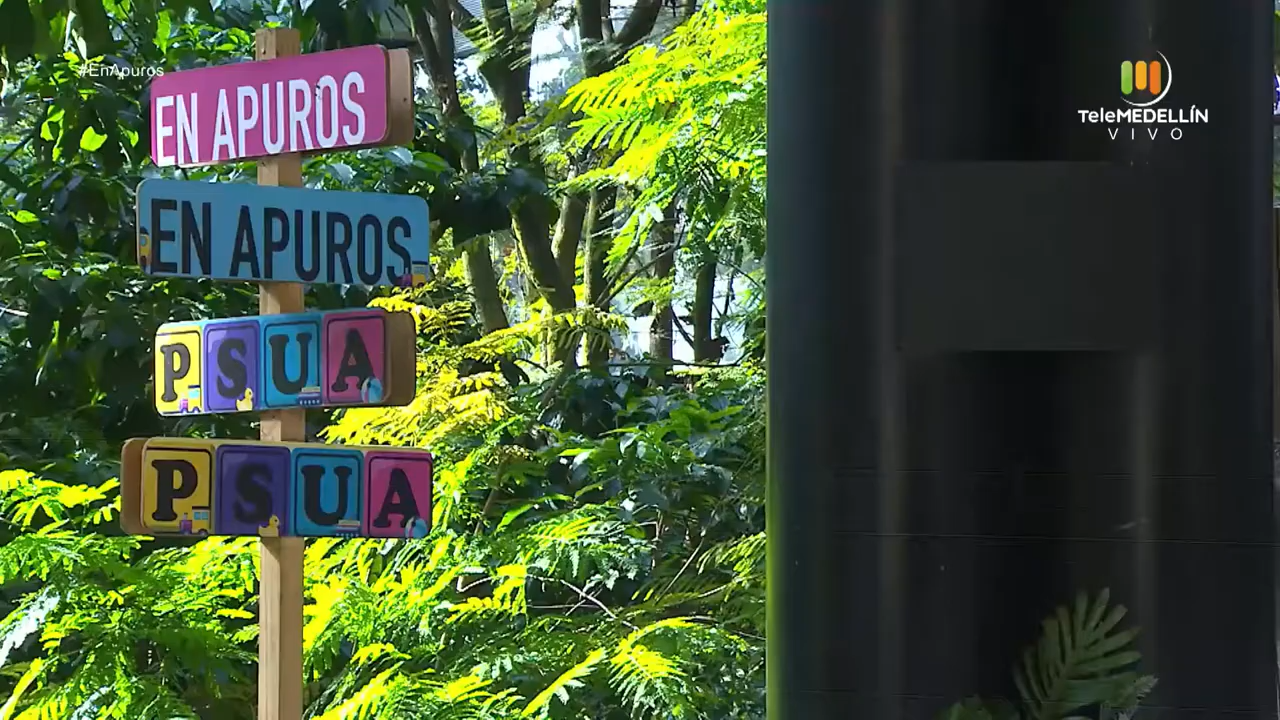 #EnApuros
EN APUROS
EN APUROS
PSUA
PSUA
TeleMEDELLÍN
VIVO